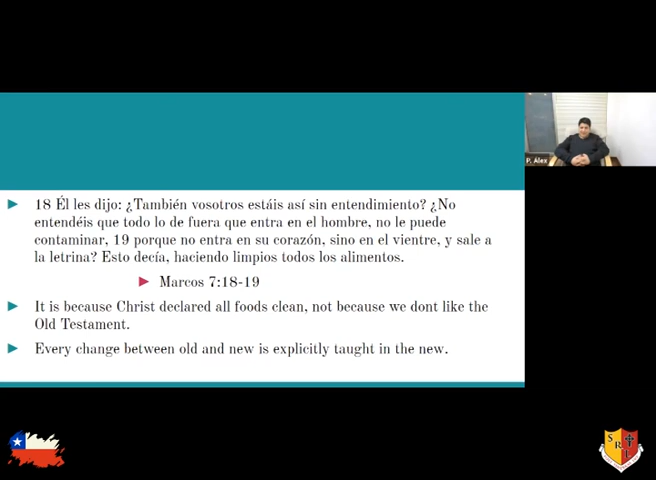 18 Él les dijo: ¿También vosotros estáis así sin entendimiento? ¿No
entendéis que todo lo de fuera que entra en el hombre, no le puede
contaminar, 19 porque no entra en su corazón, sino en el vientre, y sale a
la letrina? Esto decía, haciendo limpios todos los alimentos.
Marcos 7:18-19
It is because Christ declared all foods clean, not because we dont like the
Old Testament.
Every change between old and new is explicitly taught in the new.
P. Álex
S R L